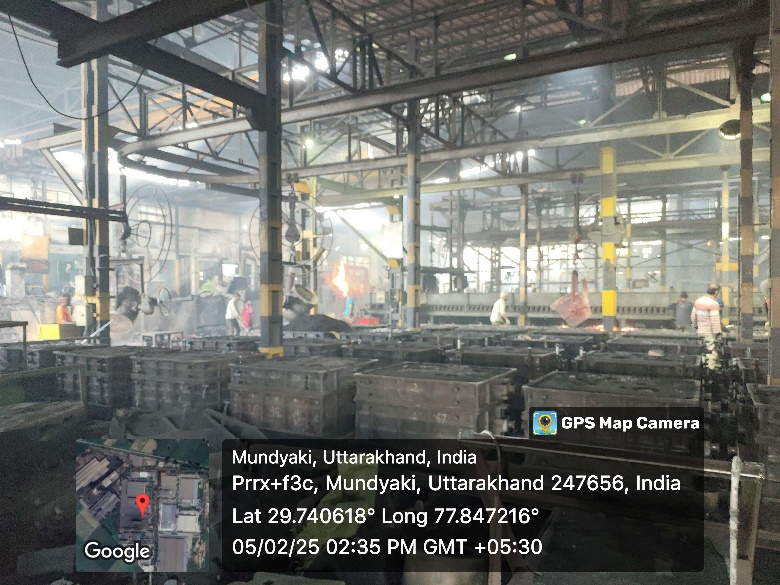 GPS Map Camera
Mundyaki, Uttarakhand, India
Prrx+f3c, Mundyaki, Uttarakhand 247656, India
Lat 29.740618° Long 77.847216°
05/02/25 02:35 PM GMT +05:30
Google